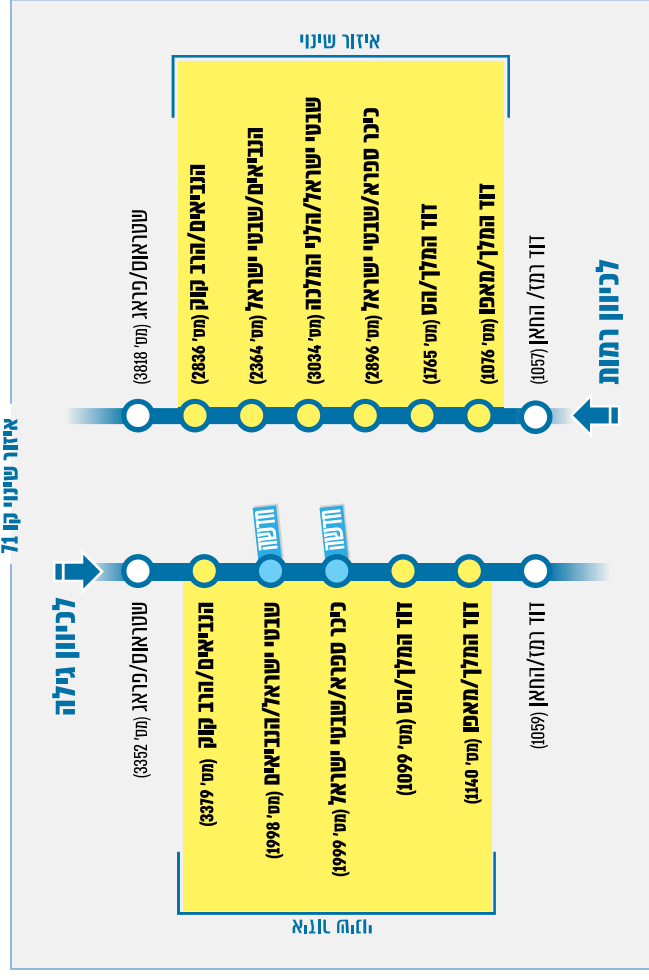 איזור שינוי קו 71
איזור שינוי
שטראוס/פראג (מס' 3818)
הנביאים/הרב קוק (מס' 2836)
הנביאים/שבטי ישראל (מס' 2364)
שבטי ישראל/הלני המלכה (מס' 3034)
כיכר ספרא/שבטי ישראל (מס' 2896)
דוד המלך/הס (מס' 1765)
דוד המלך/מאפו (מס' 1076)
דוד רמז/ החאן (1057)
לכיוון רמות
לכיוון גילה
חדשה
חדשה
שטראוס/פראג (מס' 3352)
הנביאים/הרב קוק (מס' 3379)
שבטי ישראל/הנביאים (מס' 1998)
כיכר ספרא/שבטי ישראל (מס' 1999)
דוד המלך/הס (מס' 1099)
דוד המלך/מאפו (מס' 1140)
דוד רמז/החאן (1059)
איזור שינוי